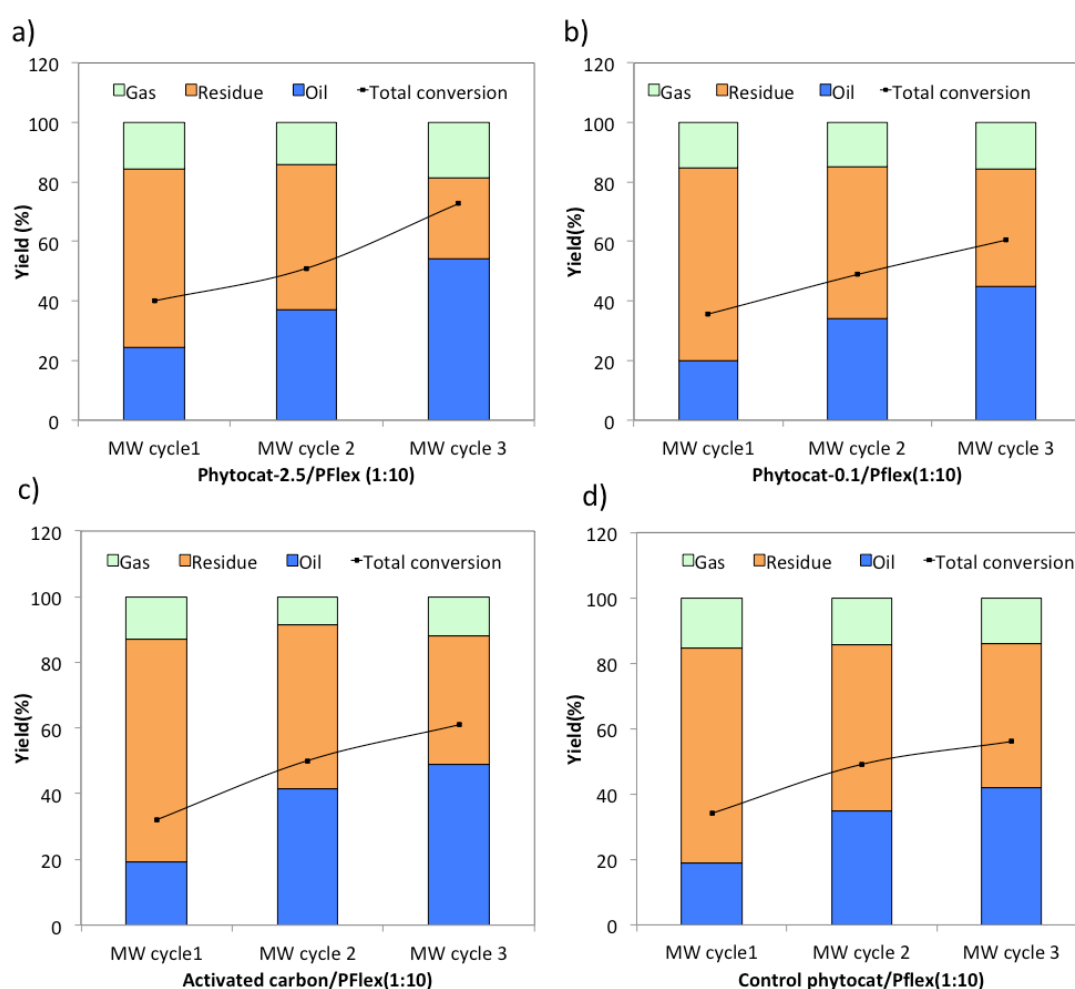 a)
120
100
80
60
40
20
0
Yield (%)
Gas Residue Oil Total conversion
MW cycle1 MW cycle 2 MW cycle 3
Phytocat-2.5/PFlex (1:10)
b)
120
100
80
60
40
20
0
Yield(%)
Gas Residue Oil Total conversion
MW cycle1 MW cycle 2 MW cycle 3
Phytocat-0.1/Pflex(1:10)
c)
120
100
80
60
40
20
0
Yield(%)
Gas Residue Oil Total conversion
MW cycle1 MW cycle 2 MW cycle 3
Activated carbon/PFlex(1:10)
d)
120
100
80
60
40
20
0
Yield(%)
Gas Residue Oil Total conversion
MW cycle1 MW cycle 2 MW cycle 3
Control phytocat/Pflex(1:10)